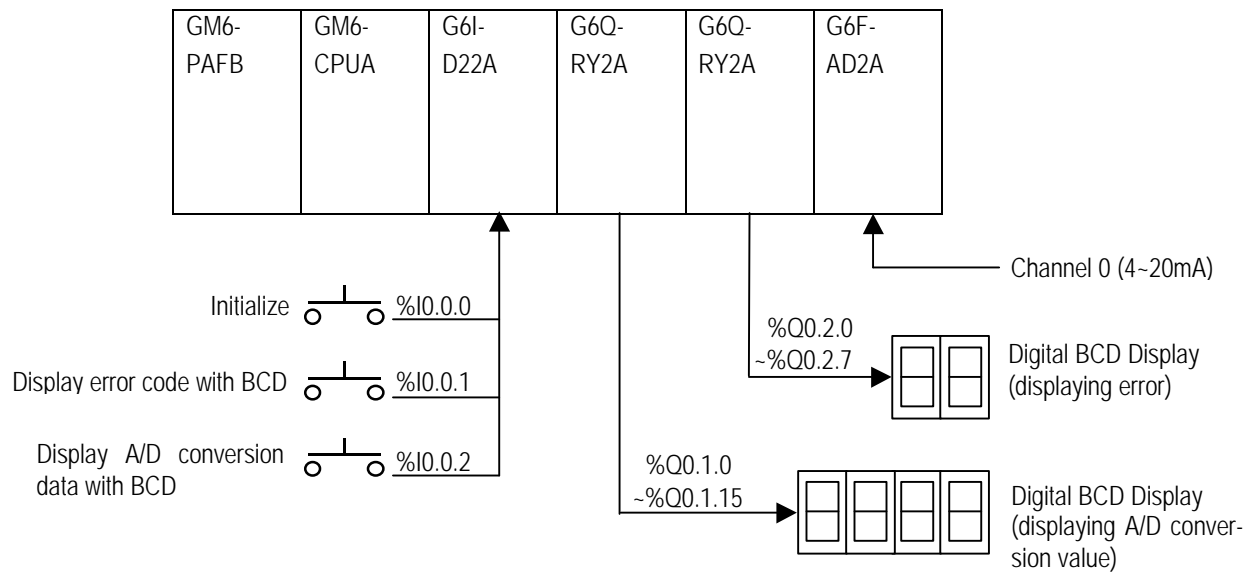 GM6-
PAFB
GM6-
CPUA
G6I-
D22A
G6Q-
RY2A
G6Q-
RY2A
G6F-
AD2A
Channel 0 (4~20mA)
Initialize
%I0.0.0
%Q0.2.0
~%Q0.2.7
Digital BCD Display
(displaying error)
Display error code with BCD
%I0.0.1
Display A/D conversion
data with BCD
%I0.0.2
%Q0.1.0
~%Q0.1.15
Digital BCD Display
(displaying A/D conver-
sion value)